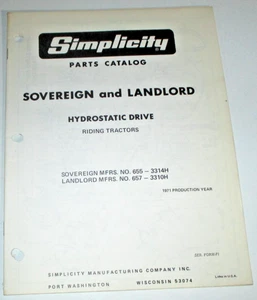 Simplicity
PARTS CATALOG
SOVEREIGN and LANDLORD
HYDROSTATIC DRIVE
RIDING TRACTORS
SOVEREIGN MFRS. NO. 655 — 3314H
LANDLORD MFRS. NO. 657 — 3310H
1971 PRODUCTION YEAR
SIMPLICITY MANUFACTURING COMPANY INC.
PORT WASHINGTON WISCONSIN 53074